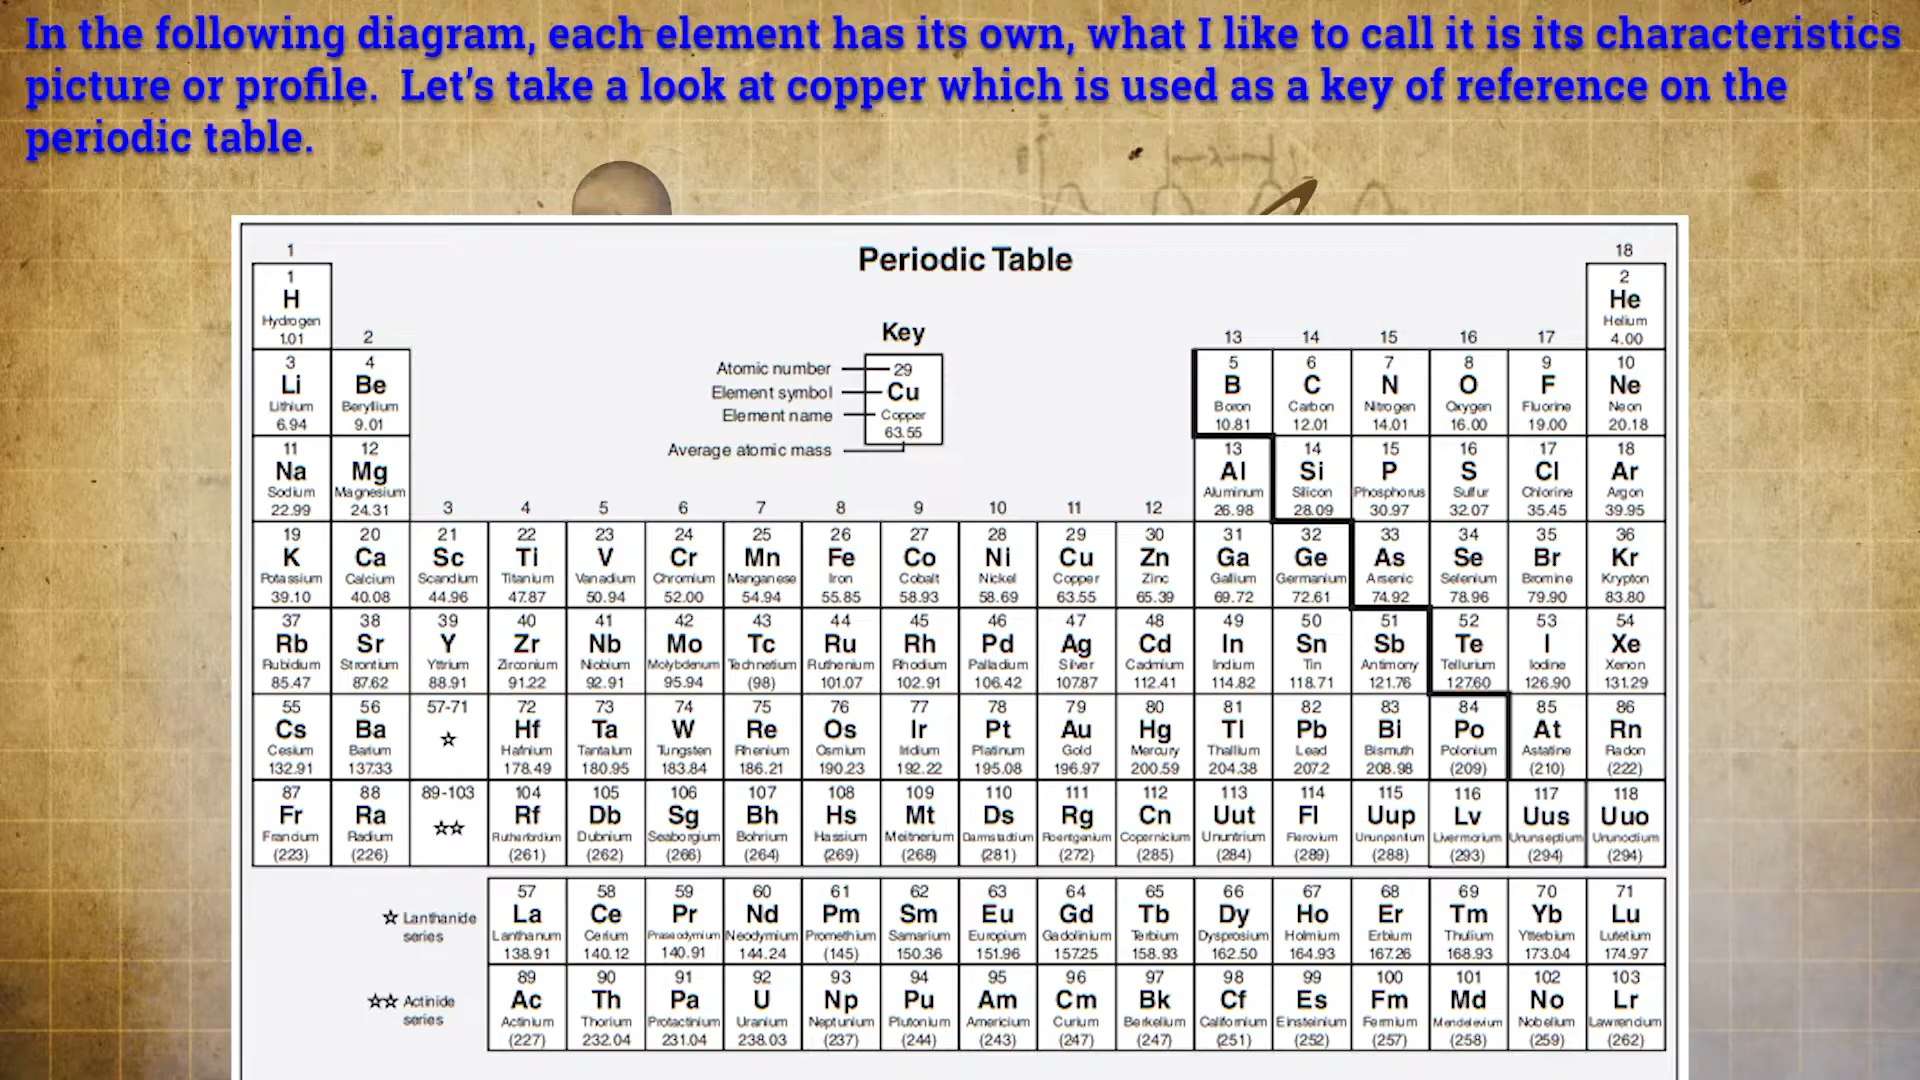 In the following diagram, each element has its own, what I like to call it is its characteristics
picture or profile. Let's take a look at copper which is used as a key of reference on the
periodic table.
Periodic Table
1 18
1 2
H He
Hydrogen Helium
1.01 4.00
2 13 14 15 16 17
Key
Atomic number 29
Element symbol Cu
Element name Copper
63.55
Average atomic mass
3 4 5 6 7 8 9 10
Li Be B C N O F Ne
Lithium Beryllium Boron Carbon Nitrogen Oxygen Fluorine Neon
6.94 9.01 10.81 12.01 14.01 16.00 19.00 20.18
11 12 13 14 15 16 17 18
Na Mg Al Si P S Cl Ar
Sodium Magnesium Aluminum Silicon Phosphorus Sulfur Chlorine Argon
22.99 24.31 26.98 28.09 30.97 32.07 35.45 39.95
3 4 5 6 7 8 9 10 11 12
19 20 21 22 23 24 25 26 27 28 29 30 31 32 33 34 35 36
K Ca Sc Ti V Cr Mn Fe Co Ni Cu Zn Ga Ge As Se Br Kr
Potassium Calcium Scandium Titanium Vanadium Chromium Manganese Iron Cobalt Nickel Copper Zinc Gallium Germanium Arsenic Selenium Bromine Krypton
39.10 40.08 44.96 47.87 50.94 52.00 54.94 55.85 58.93 58.69 63.55 65.39 69.72 72.61 74.92 78.96 79.90 83.80
37 38 39 40 41 42 43 44 45 46 47 48 49 50 51 52 53 54
Rb Sr Y Zr Nb Mo Tc Ru Rh Pd Ag Cd In Sn Sb Te I Xe
Rubidium Strontium Yttrium Zirconium Niobium Molybdenum Technetium Ruthenium Rhodium Palladium Silver Cadmium Indium Tin Antimony Tellurium Iodine Xenon
85.47 87.62 88.91 91.22 92.91 95.94 (98) 101.07 102.91 106.42 107.87 112.41 114.82 118.71 121.76 127.60 126.90 131.29
55 56 57-71 72 73 74 75 76 77 78 79 80 81 82 83 84 85 86
Cs Ba ☆ Hf Ta W Re Os Ir Pt Au Hg Tl Pb Bi Po At Rn
Cesium Barium Hafnium Tantalum Tungsten Rhenium Osmium Iridium Platinum Gold Mercury Thallium Lead Bismuth Polonium Astatine Radon
132.91 137.33 178.49 180.95 183.84 186.21 190.23 192.22 195.08 196.97 200.59 204.38 207.2 208.98 (209) (210) (222)
87 88 89-103 104 105 106 107 108 109 110 111 112 113 114 115 116 117 118
Fr Ra ☆☆ Rf Db Sg Bh Hs Mt Ds Rg Cn Uut Fl Uup Lv Uus Uuo
Francium Radium Rutherfordium Dubnium Seaborgium Bohrium Hassium Meitnerium Darmstadtium Roentgenium Copernicium Ununtrium Flerovium Ununpentium Livermorium Ununseptium Ununoctium
(223) (226) (261) (262) (266) (264) (269) (268) (281) (272) (285) (284) (289) (288) (293) (294) (294)
57 58 59 60 61 62 63 64 65 66 67 68 69 70 71
☆ Lanthanide La Ce Pr Nd Pm Sm Eu Gd Tb Dy Ho Er Tm Yb Lu
series Lanthanum Cerium Praseodymium Neodymium Promethium Samarium Europium Gadolinium Terbium Dysprosium Holmium Erbium Thulium Ytterbium Lutetium
138.91 140.12 140.91 144.24 (145) 150.36 151.96 157.25 158.93 162.50 164.93 167.26 168.93 173.04 174.97
89 90 91 92 93 94 95 96 97 98 99 100 101 102 103
☆☆ Actinide Ac Th Pa U Np Pu Am Cm Bk Cf Es Fm Md No Lr
series Actinium Thorium Protactinium Uranium Neptunium Plutonium Americium Curium Berkelium Californium Einsteinium Fermium Mendelevium Nobelium Lawrencium
(227) 232.04 231.04 238.03 (237) (244) (243) (247) (247) (251) (252) (257) (258) (259) (262)